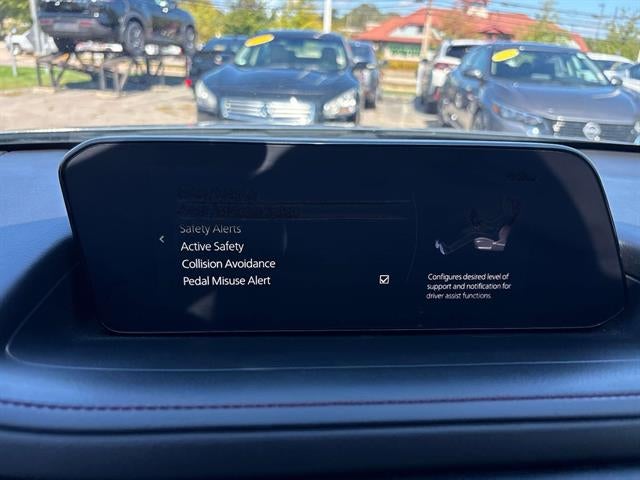 Safety Alerts
Active Safety
Collision Avoidance
Pedal Misuse Alert
Configures desired level of
support and notification for
driver assist functions.